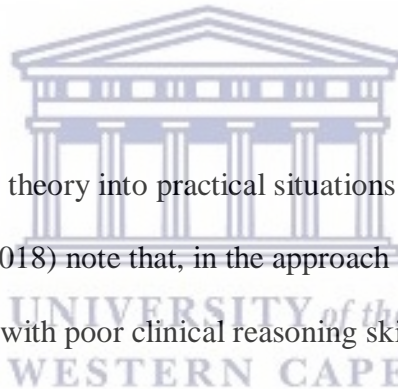 theory into practical situations
018) note that, in the approach
UNIVERSITY of the
with poor clinical reasoning ski
WESTERN CAPE